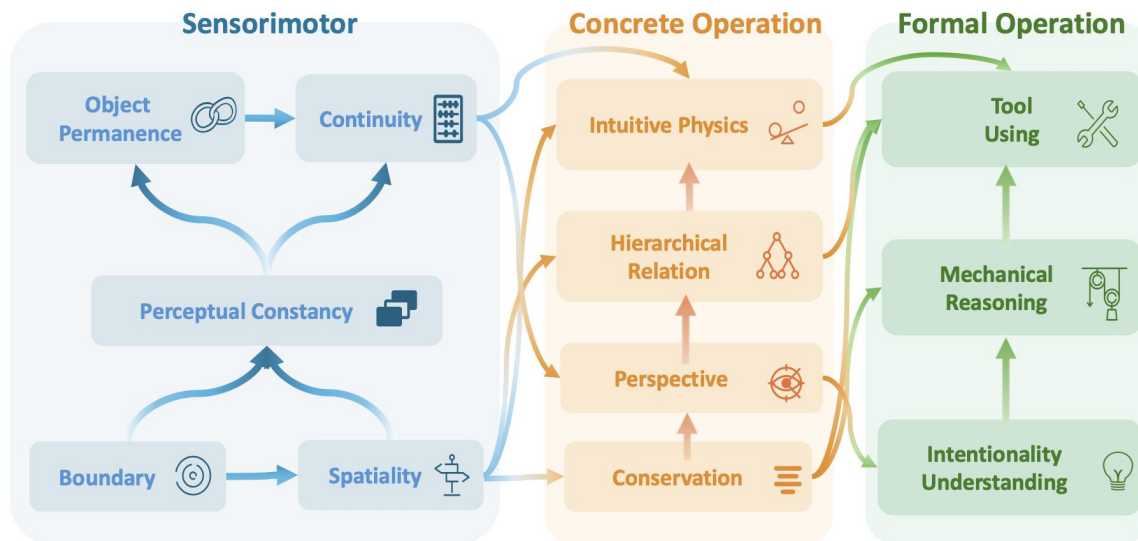 Sensorimotor
Object
Permanence
Continuity
Perceptual Constancy
Boundary
Spatiality
Concrete Operation
Intuitive Physics
Hierarchical
Relation
Perspective
Conservation
Formal Operation
Tool
Using
Mechanical
Reasoning
Intentionality
Understanding